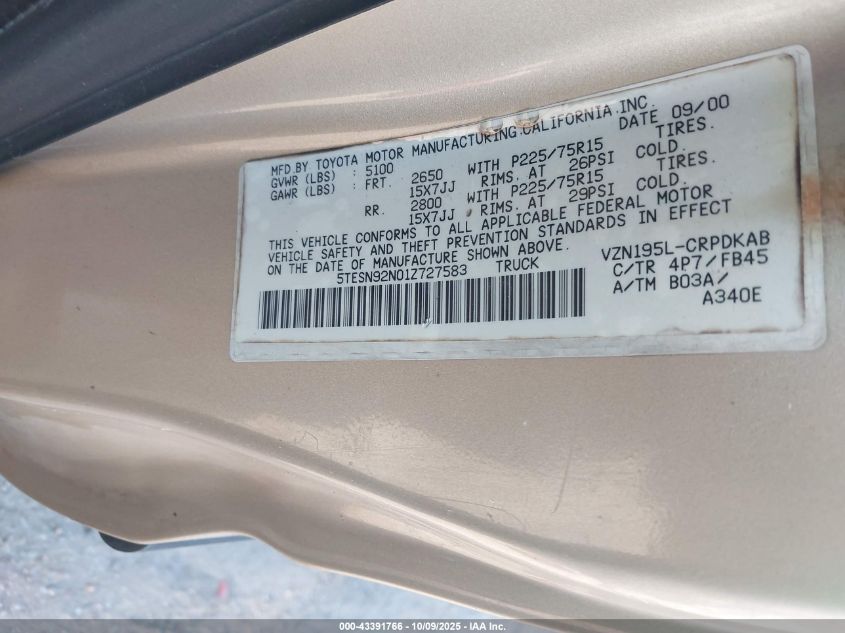 MFD.BY TOYOTA MOTOR MANUFACTURING.CALIFORNIA.INC.
GVWR (LBS) : 5100 DATE 09/00
GAWR (LBS) : FRT. 2650 WITH P225/75R15 TIRES.
15X7JJ RIMS. AT 26PSI COLD.
RR. 2800 WITH P225/75R15 TIRES.
15X7JJ RIMS. AT 29PSI COLD.
THIS VEHICLE CONFORMS TO ALL APPLICABLE FEDERAL MOTOR
VEHICLE SAFETY AND THEFT PREVENTION STANDARDS IN EFFECT
ON THE DATE OF MANUFACTURE SHOWN ABOVE.
5TESN92N01Z727583 TRUCK
VZN195L-CRPDKAB
C/TR 4P7/FB45
A/TM B03A/
A340E
000-43391766 - 10/09/2025 - IAA Inc.